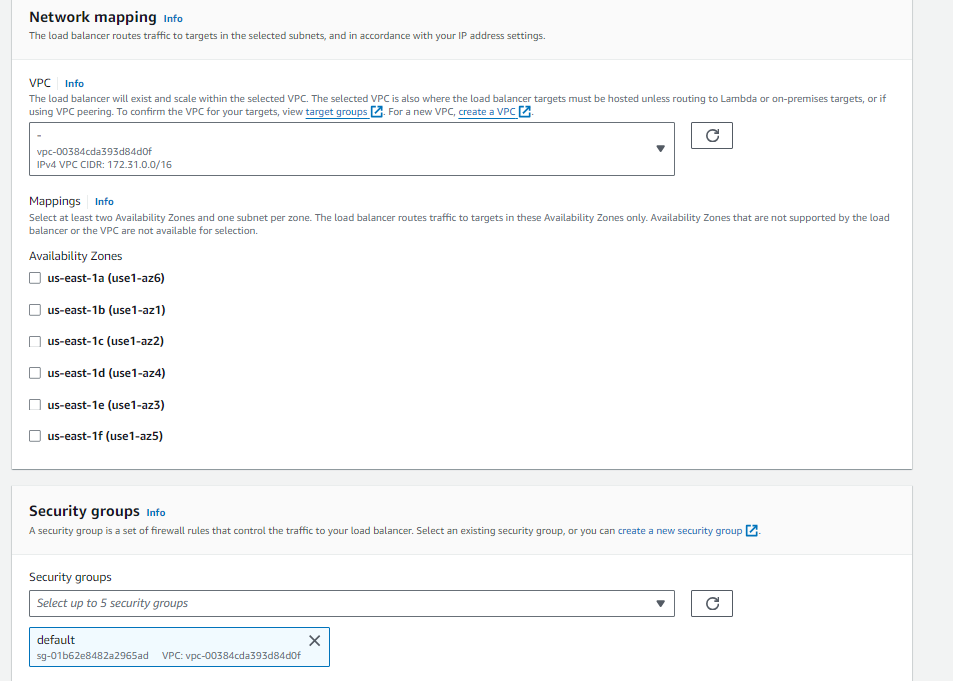 Network mapping Info
The load balancer routes traffic to targets in the selected subnets, and in accordance with your IP address settings.
VPC Info
The load balancer will exist and scale within the selected VPC. The selected VPC is also where the load balancer targets must be hosted unless routing to Lambda or on-premises targets, or if
using VPC peering. To confirm the VPC for your targets, view target groups. For a new VPC, create a VPC.
-
vpc-00384cda393d84d0f
IPv4 VPC CIDR: 172.31.0.0/16
Mappings Info
Select at least two Availability Zones and one subnet per zone. The load balancer routes traffic to targets in these Availability Zones only. Availability Zones that are not supported by the load
balancer or the VPC are not available for selection.
Availability Zones
us-east-1a (use1-az6)
us-east-1b (use1-az1)
us-east-1c (use1-az2)
us-east-1d (use1-az4)
us-east-1e (use1-az3)
us-east-1f (use1-az5)
Security groups Info
A security group is a set of firewall rules that control the traffic to your load balancer. Select an existing security group, or you can create a new security group.
Security groups
Select up to 5 security groups
default
sg-01b62e8482a2965ad VPC: vpc-00384cda393d84d0f